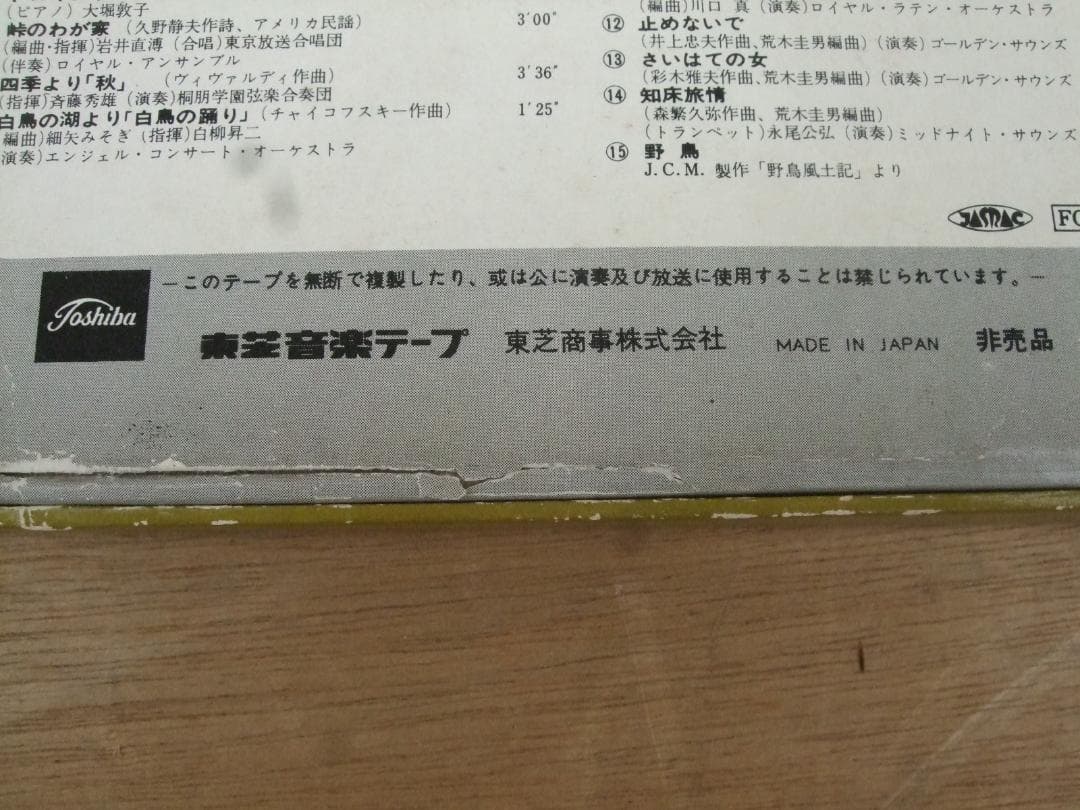 (ピアノ) 大堀敦子
峠のわが家 (久野静夫作詩、アメリカ民謡) 3′00″
(編曲・指揮)岩井直溥 (合唱)東京放送合唱団
(伴奏)ロイヤル・アンサンブル
四季より「秋」 (ヴィヴァルディ作曲) 3′36″
(指揮)斉藤秀雄 (演奏)桐朋学園弦楽合奏団
白鳥の湖より「白鳥の踊り」(チャイコフスキー作曲) 1′25″
編曲)細矢みそぎ (指揮)白柳昇二
演奏)エンジェル・コンサート・オーケストラ
(編曲)川口 真 (演奏)ロイヤル・ラテン・オーケストラ
⑫ 止めないで
(井上忠夫作曲、荒木圭男編曲) (演奏) ゴールデン・サウンズ
⑬ さいはての女
(彩木雅夫作曲、荒木圭男編曲) (演奏) ゴールデン・サウンズ
⑭ 知床旅情
(森繁久弥作曲、荒木圭男編曲)
(トランペット)永尾公弘 (演奏)ミッドナイト・サウンズ
⑮ 野鳥
J.C.M. 製作「野鳥風土記」より
JASRAC
Toshiba
―このテープを無断で複製したり、或は公に演奏及び放送に使用することは禁じられています。―
東芝音楽テープ 東芝商事株式会社 MADE IN JAPAN 非売品